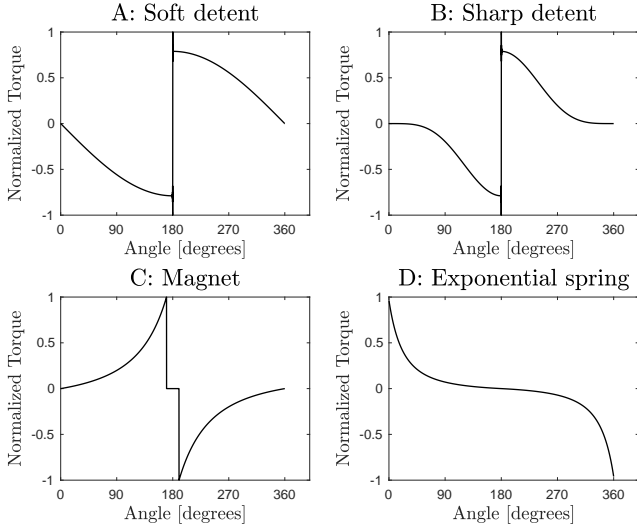 A: Soft detent
1
0.5
0
-0.5
-1
Normalized Torque
0 90 180 270 360
Angle [degrees]
B: Sharp detent
1
0.5
0
-0.5
-1
Normalized Torque
0 90 180 270 360
Angle [degrees]
C: Magnet
1
0.5
0
-0.5
-1
Normalized Torque
0 90 180 270 360
Angle [degrees]
D: Exponential spring
1
0.5
0
-0.5
-1
Normalized Torque
0 90 180 270 360
Angle [degrees]